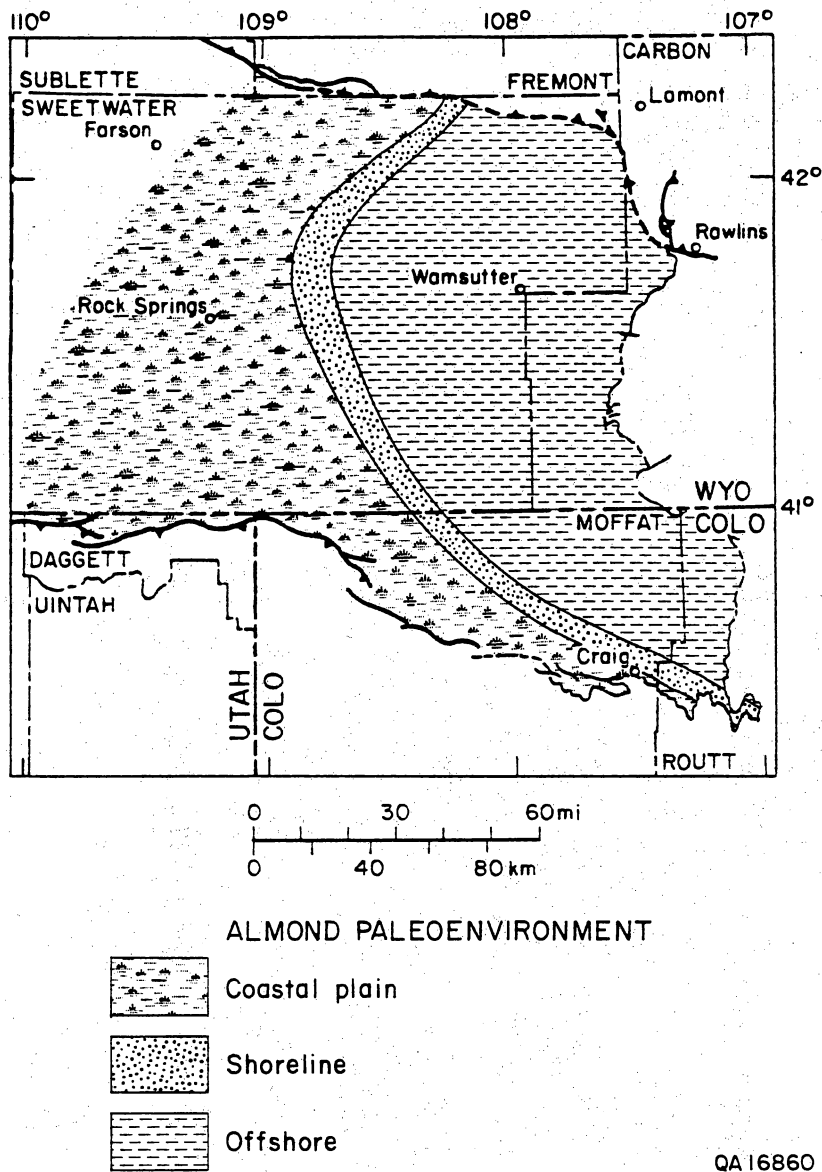 110°
109°
108°
107°
CARBON
SUBLETTE
FREMONT
SWEETWATER
Lamont
Farson
42°
Rawlins
Wamsutter
Rock Springs
WYO
41°
MOFFAT
COLO
DAGGETT
UINTAH
Craig
UTAH
COLO
ROUTT
0 30 60 mi
0 40 80 km
ALMOND PALEOENVIRONMENT
Coastal plain
Shoreline
Offshore
QA16860